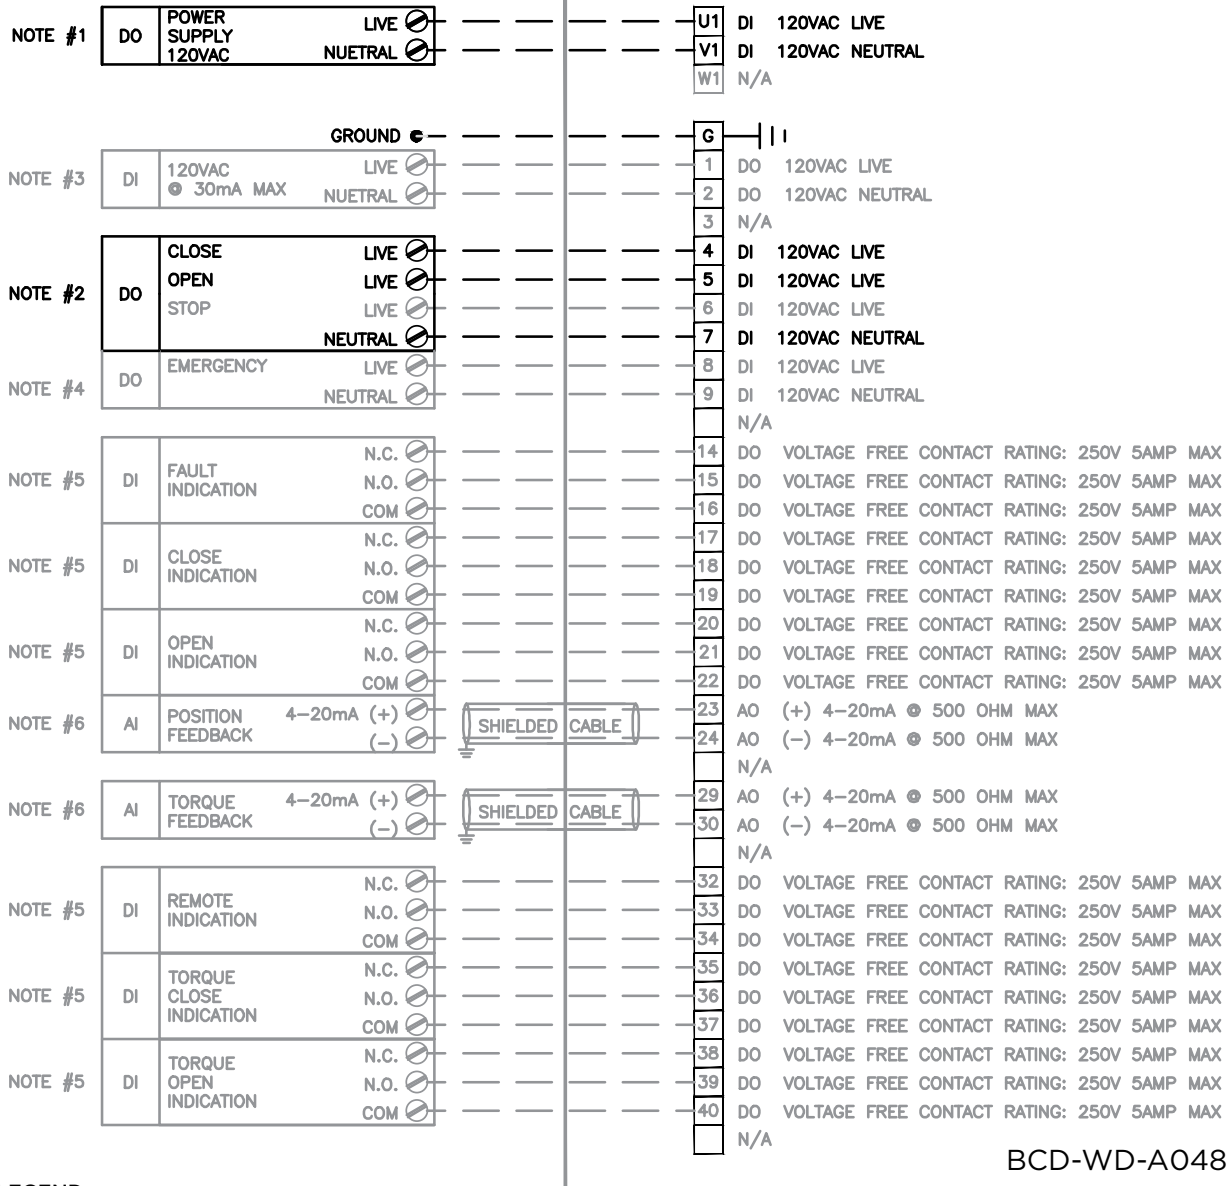 NOTE #1 DO POWER SUPPLY 120VAC LIVE U1 DI 120VAC LIVE
NUETRAL V1 DI 120VAC NEUTRAL
W1 N/A
GROUND G
NOTE #3 DI 120VAC @ 30mA MAX LIVE 1 DO 120VAC LIVE
NUETRAL 2 DO 120VAC NEUTRAL
3 N/A
NOTE #2 DO CLOSE LIVE 4 DI 120VAC LIVE
OPEN LIVE 5 DI 120VAC LIVE
STOP LIVE 6 DI 120VAC LIVE
NEUTRAL 7 DI 120VAC NEUTRAL
NOTE #4 DO EMERGENCY LIVE 8 DI 120VAC LIVE
NEUTRAL 9 DI 120VAC NEUTRAL
N/A
NOTE #5 DI FAULT INDICATION N.C. 14 DO VOLTAGE FREE CONTACT RATING: 250V 5AMP MAX
N.O. 15 DO VOLTAGE FREE CONTACT RATING: 250V 5AMP MAX
COM 16 DO VOLTAGE FREE CONTACT RATING: 250V 5AMP MAX
NOTE #5 DI CLOSE INDICATION N.C. 17 DO VOLTAGE FREE CONTACT RATING: 250V 5AMP MAX
N.O. 18 DO VOLTAGE FREE CONTACT RATING: 250V 5AMP MAX
COM 19 DO VOLTAGE FREE CONTACT RATING: 250V 5AMP MAX
NOTE #5 DI OPEN INDICATION N.C. 20 DO VOLTAGE FREE CONTACT RATING: 250V 5AMP MAX
N.O. 21 DO VOLTAGE FREE CONTACT RATING: 250V 5AMP MAX
COM 22 DO VOLTAGE FREE CONTACT RATING: 250V 5AMP MAX
NOTE #6 AI POSITION FEEDBACK 4-20mA (+) SHIELDED CABLE 23 AO (+) 4-20mA @ 500 OHM MAX
(-) 24 AO (-) 4-20mA @ 500 OHM MAX
N/A
NOTE #6 AI TORQUE FEEDBACK 4-20mA (+) SHIELDED CABLE 29 AO (+) 4-20mA @ 500 OHM MAX
(-) 30 AO (-) 4-20mA @ 500 OHM MAX
N/A
NOTE #5 DI REMOTE INDICATION N.C. 32 DO VOLTAGE FREE CONTACT RATING: 250V 5AMP MAX
N.O. 33 DO VOLTAGE FREE CONTACT RATING: 250V 5AMP MAX
COM 34 DO VOLTAGE FREE CONTACT RATING: 250V 5AMP MAX
NOTE #5 DI TORQUE CLOSE INDICATION N.C. 35 DO VOLTAGE FREE CONTACT RATING: 250V 5AMP MAX
N.O. 36 DO VOLTAGE FREE CONTACT RATING: 250V 5AMP MAX
COM 37 DO VOLTAGE FREE CONTACT RATING: 250V 5AMP MAX
NOTE #5 DI TORQUE OPEN INDICATION N.C. 38 DO VOLTAGE FREE CONTACT RATING: 250V 5AMP MAX
N.O. 39 DO VOLTAGE FREE CONTACT RATING: 250V 5AMP MAX
COM 40 DO VOLTAGE FREE CONTACT RATING: 250V 5AMP MAX
N/A
BCD-WD-A048